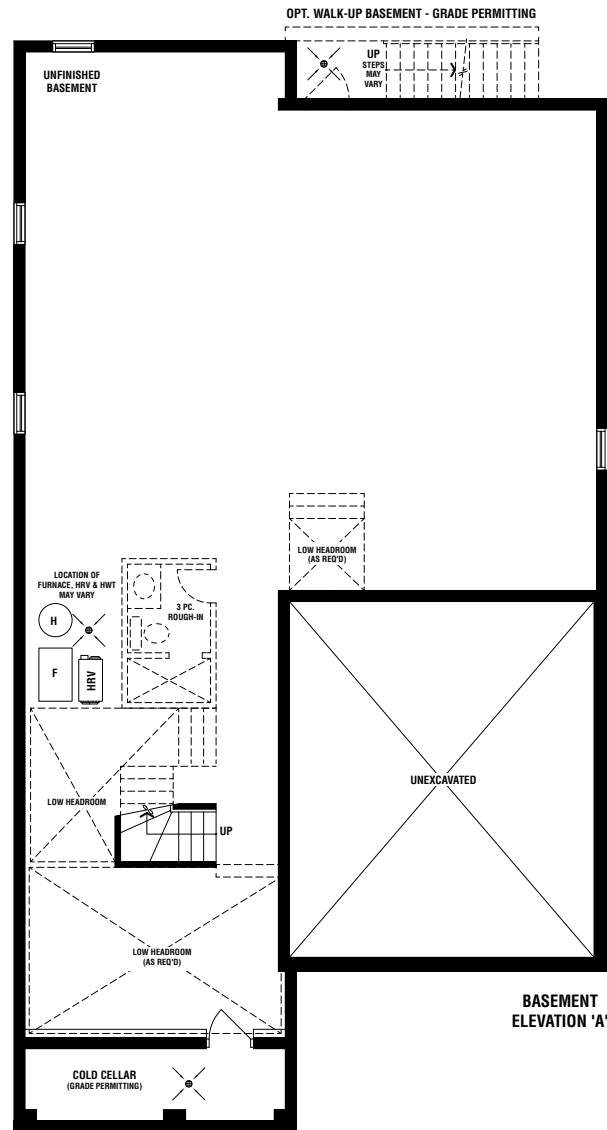 OPT. WALK-UP BASEMENT - GRADE PERMITTING
UNFINISHED
BASEMENT
UP
STEPS
MAY
VARY
LOW HEADROOM
(AS REQ'D)
LOCATION OF
FURNACE, HRV & HWT
MAY VARY
H
F
HRV
3 PC.
ROUGH-IN
UNEXCAVATED
LOW HEADROOM
UP
LOW HEADROOM
(AS REQ'D)
BASEMENT
ELEVATION 'A'
COLD CELLAR
(GRADE PERMITTING)